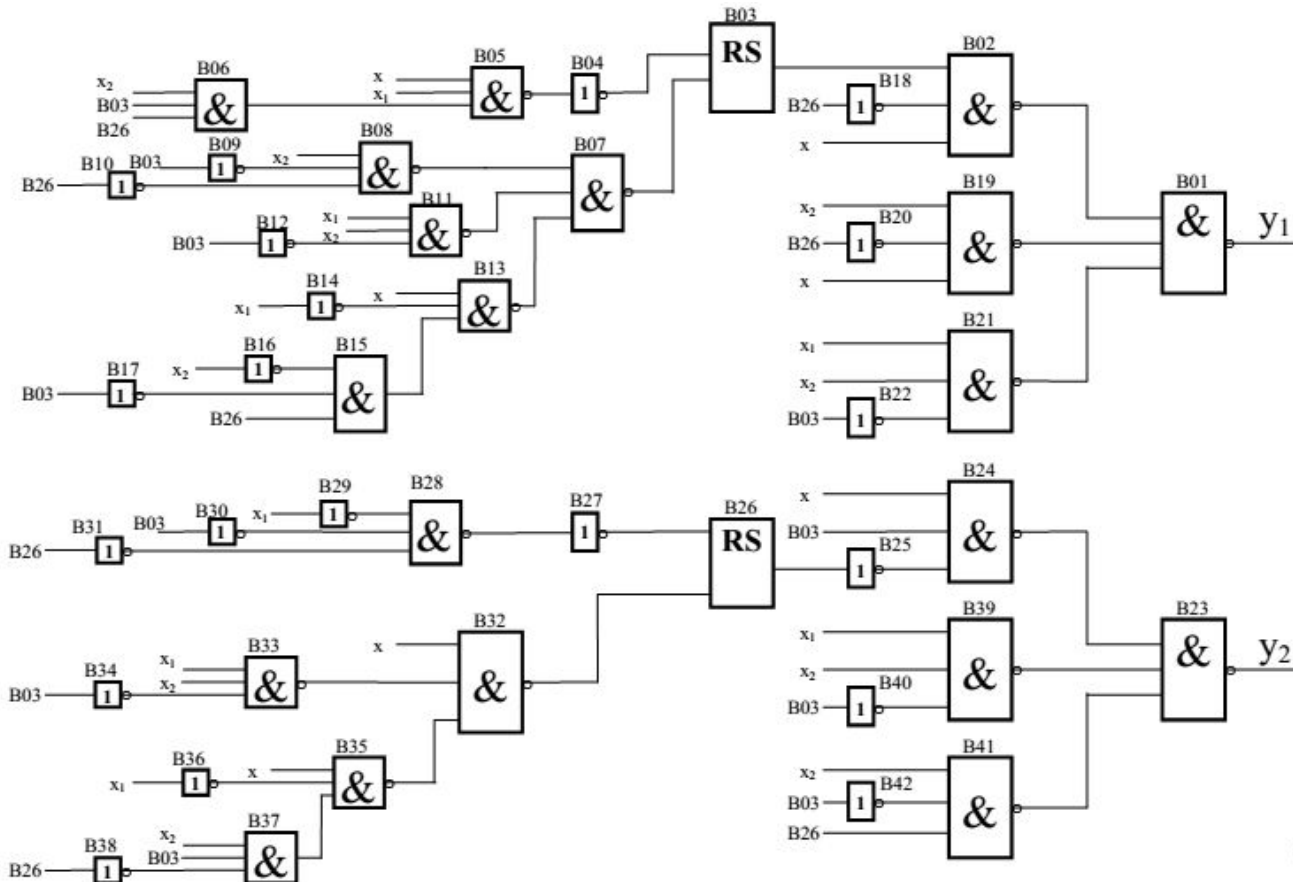 B03
RS
B02
&
B18
1
B26
x
B06
x₂
B03
B26
&
B05
x
x₁
&
B04
1
B08
B09
B10
B03
1
x₂
&
B26
1
B07
&
B11
B12
x₁
x₂
&
B03
1
B13
B14
x
x₁
1
&
B15
B16
B17
x₂
1
B03
1
&
B26
B19
x₂
B20
B26
1
&
x
B01
&
y₁
B21
x₁
x₂
&
B22
B03
1
B28
B29
B30
B31
B03
x₁
1
1
&
B26
1
B27
1
B26
RS
B24
x
B03
&
B25
1
B32
x
&
B33
B34
x₁
x₂
&
B03
1
B35
B36
x
x₁
1
&
B37
B38
x₂
B03
&
B26
1
B39
x₁
x₂
&
B40
B03
1
B23
&
y₂
B41
x₂
B42
B03
1
&
B26